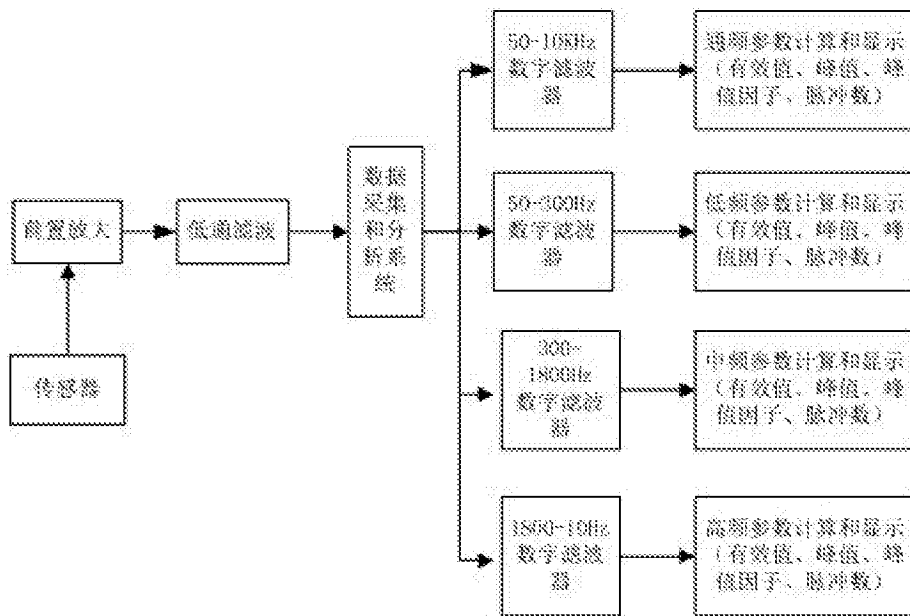 50-10KHz
数字滤波
器
通频参数计算和显示
(有效值、峰值、峰
值因子、脉冲数)
数据
采集
和分
析系
统
前置放大
低通滤波
50-300Hz
数字滤波
器
低频参数计算和显示
(有效值、峰值、峰
值因子、脉冲数)
传感器
300-
1800Hz
数字滤波
器
中频参数计算和显示
(有效值、峰值、峰
值因子、脉冲数)
1800-10Hz
数字滤波
器
高频参数计算和显示
(有效值、峰值、峰
值因子、脉冲数)